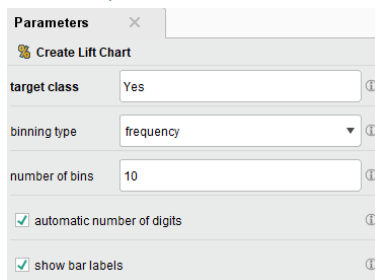 Parameters
Create Lift Chart
target class Yes
binning type frequency
number of bins 10
automatic number of digits
show bar labels